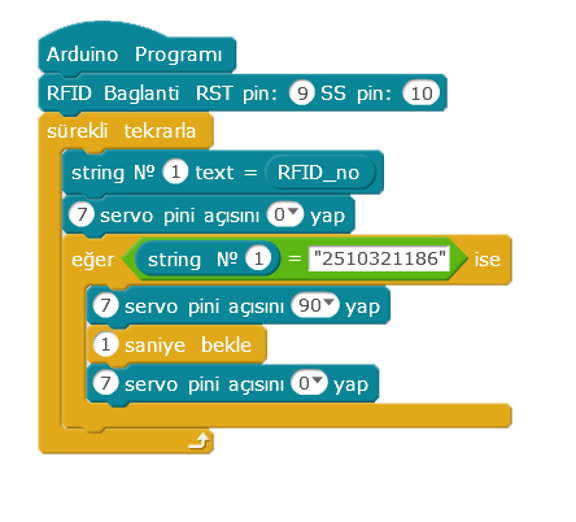 Arduino Programı
RFID Baglanti RST pin: 9 SS pin: 10
sürekli tekrarla
string Nº 1 text = RFID_no
7 servo pini açısını 0 yap
eğer string Nº 1 = "2510321186" ise
7 servo pini açısını 90 yap
1 saniye bekle
7 servo pini açısını 0 yap